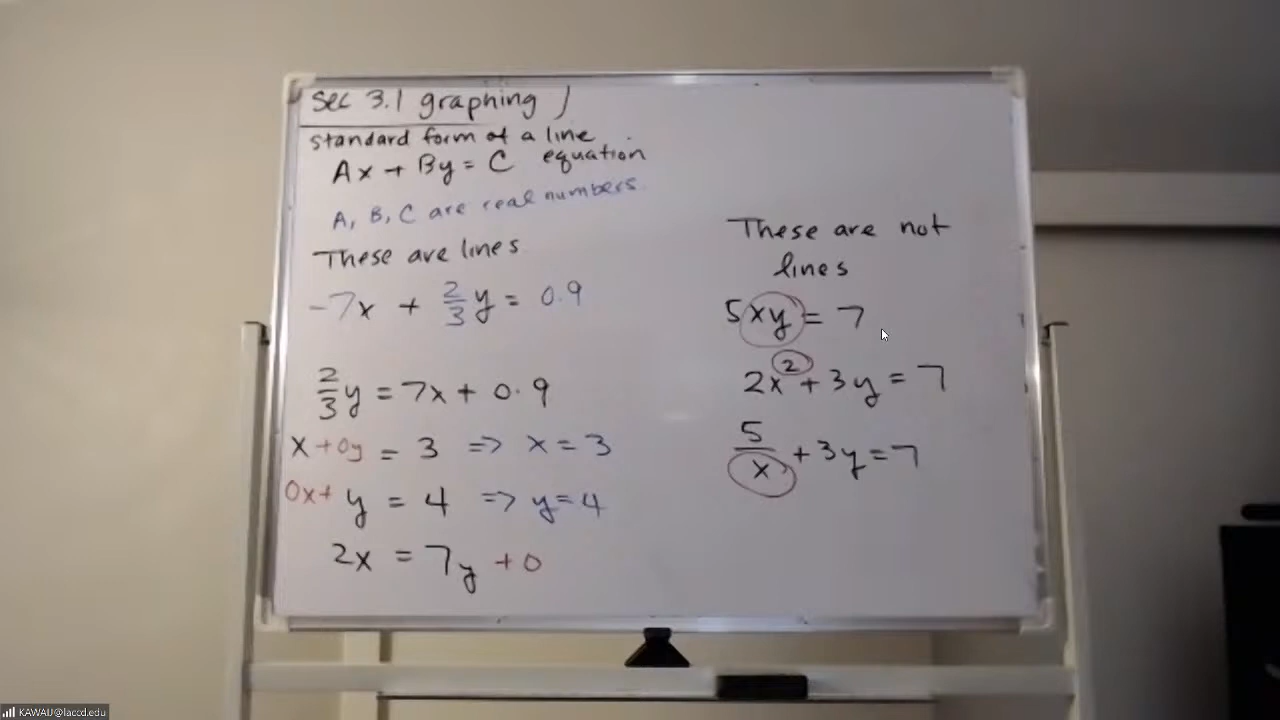 Sec 3.1 graphing
standard form of a line
Ax + By = C equation
A, B, C are real numbers.
These are lines
-7x + 2/3 y = 0.9
2/3 y = 7x + 0.9
x + 0y = 3 => x = 3
0x + y = 4 => y = 4
2x = 7y + 0
These are not
lines
5xy = 7
2x² + 3y = 7
5/x + 3y = 7
KAWAIJ@laccd.edu